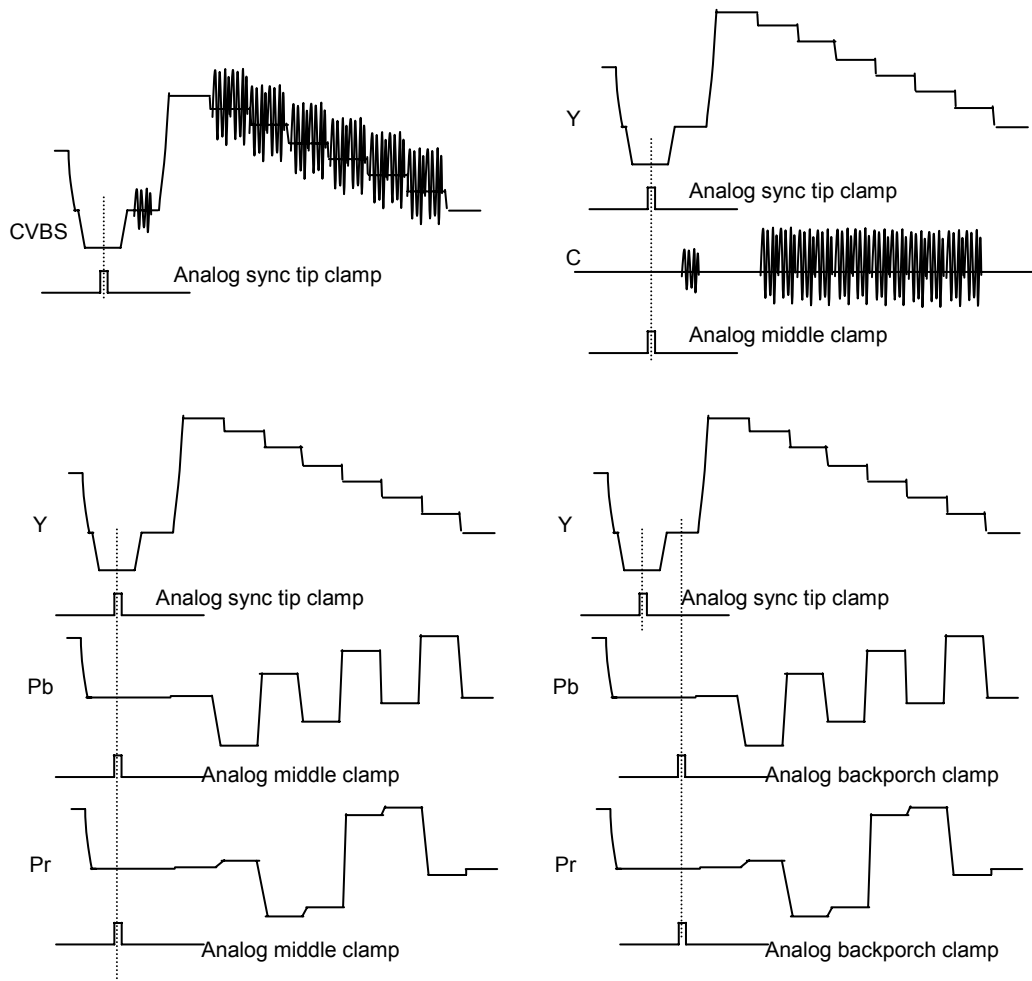 CVBS
Analog sync tip clamp
Y
Analog sync tip clamp
C
Analog middle clamp
Y
Analog sync tip clamp
Pb
Analog middle clamp
Pr
Analog middle clamp
Y
Analog sync tip clamp
Pb
Analog backporch clamp
Pr
Analog backporch clamp